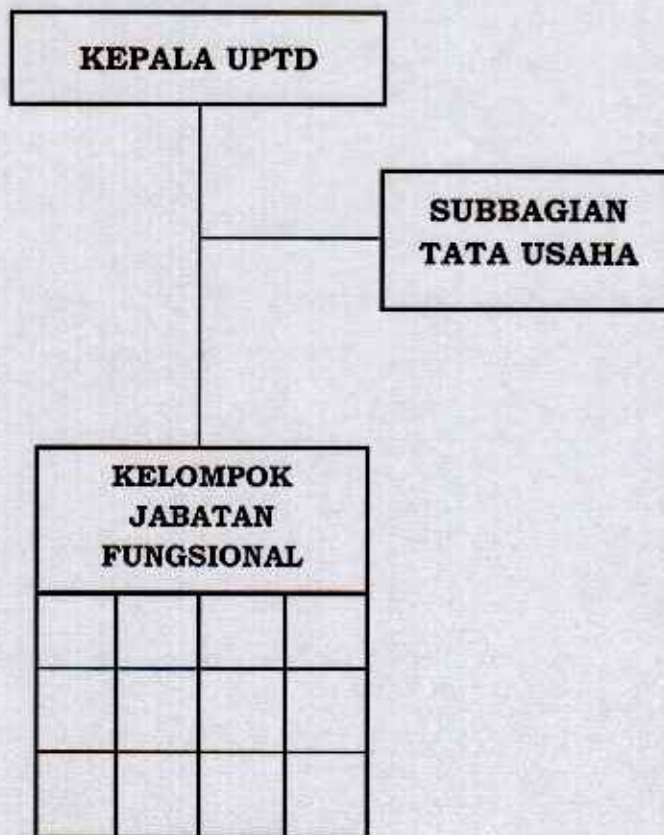 KEPALA UPTD
SUBBAGIAN
TATA USAHA
KELOMPOK
JABATAN
FUNGSIONAL